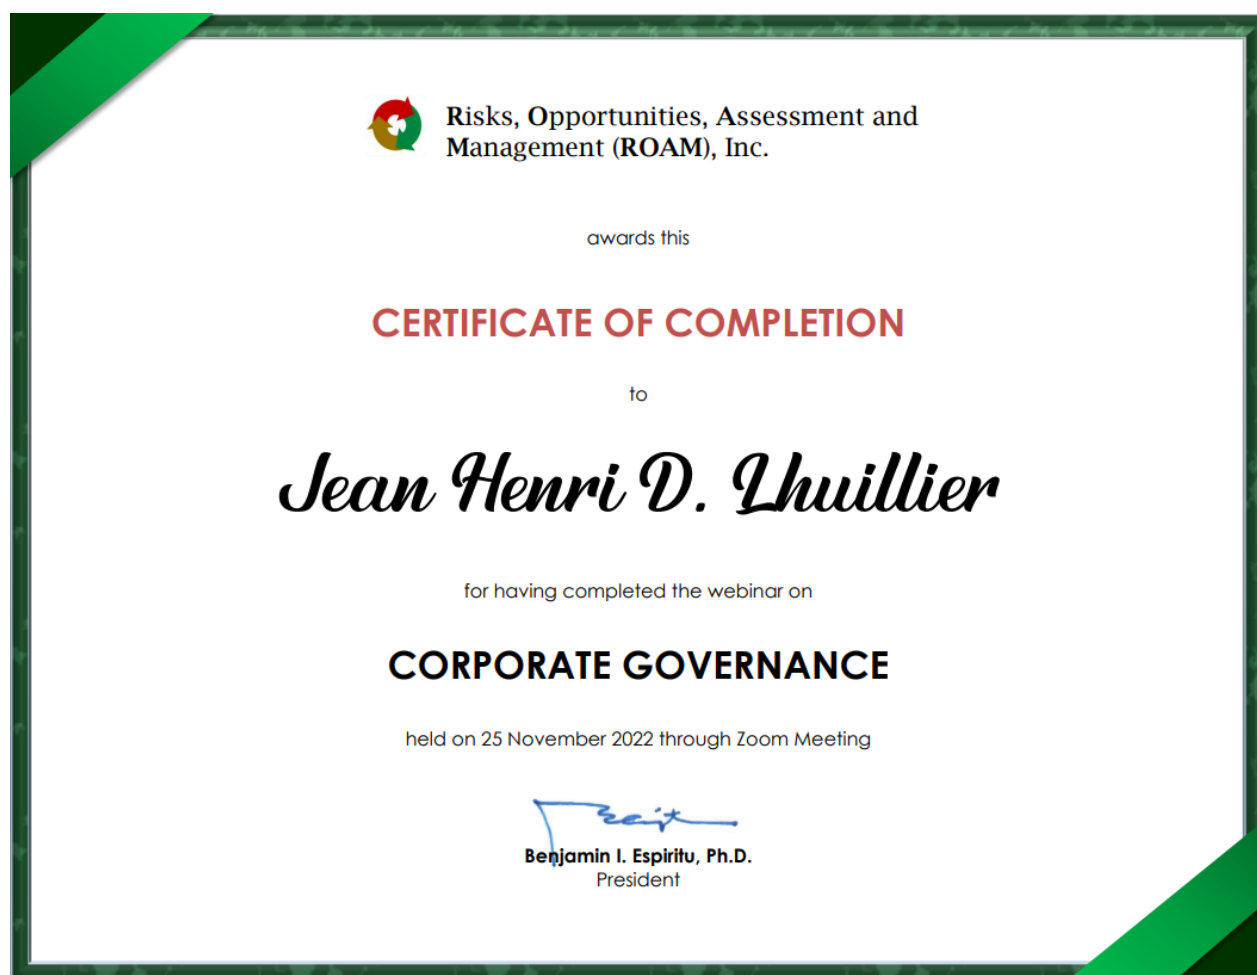 Risks, Opportunities, Assessment and
Management (ROAM), Inc.
awards this
CERTIFICATE OF COMPLETION
to
Jean Henri D. Lhuillier
for having completed the webinar on
CORPORATE GOVERNANCE
held on 25 November 2022 through Zoom Meeting
Benjamin I. Espiritu, Ph.D.
President